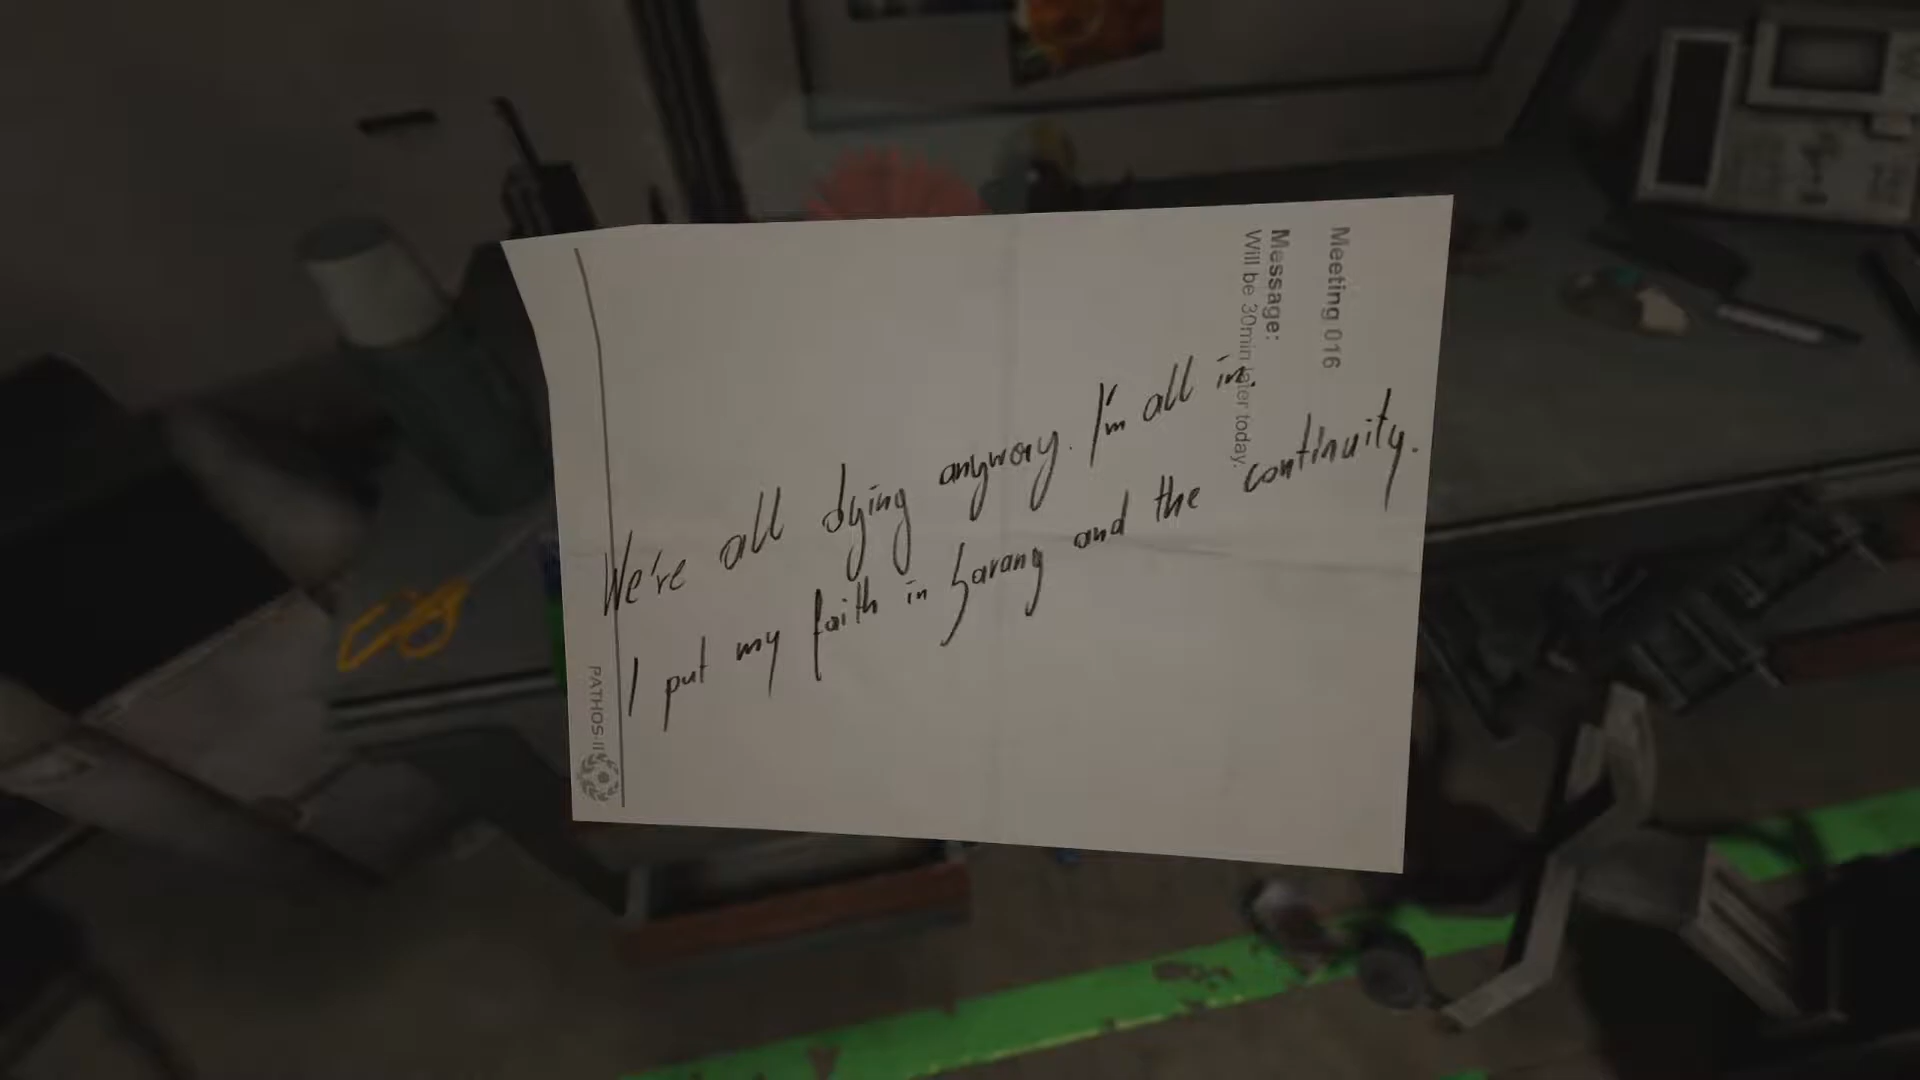 Meeting 016
Message:
Will be 30min later today.
We're all dying anyway. I'm all in.
I put my faith in Sarang and the continuity.
PATHOS-II